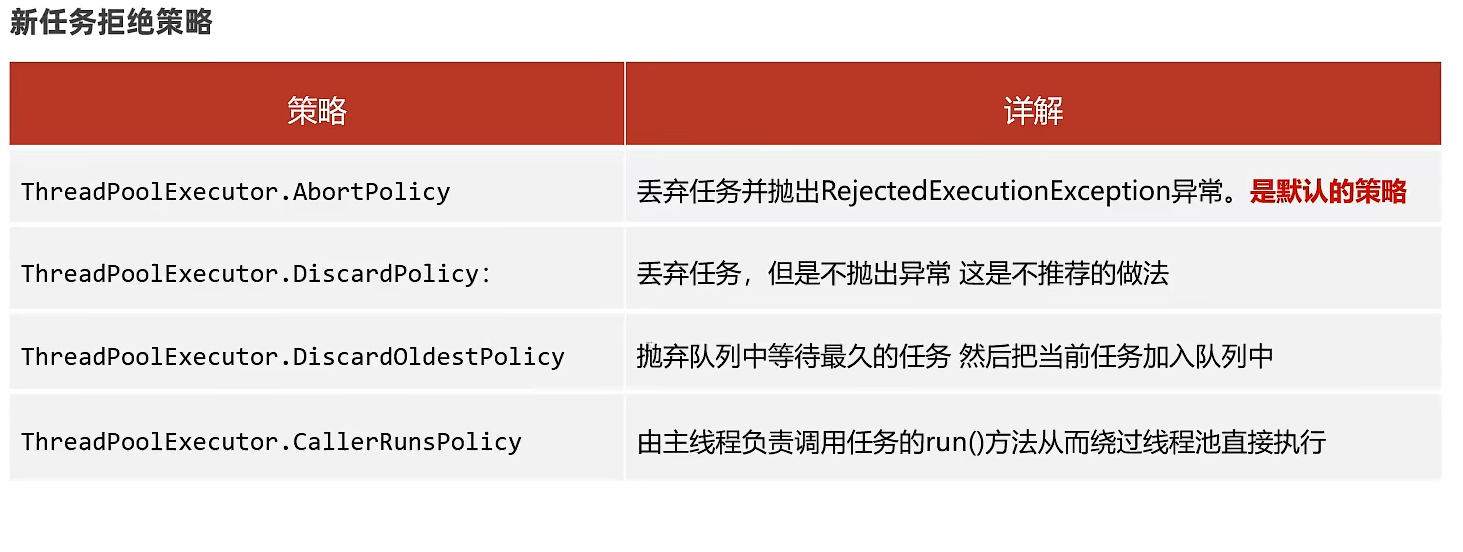 新任务拒绝策略
策略
详解
ThreadPoolExecutor.AbortPolicy
丢弃任务并抛出RejectedExecutionException异常。是默认的策略
ThreadPoolExecutor.DiscardPolicy：
丢弃任务，但是不抛出异常 这是不推荐的做法
ThreadPoolExecutor.DiscardOldestPolicy
抛弃队列中等待最久的任务 然后把当前任务加入队列中
ThreadPoolExecutor.CallerRunsPolicy
由主线程负责调用任务的run()方法从而绕过线程池直接执行